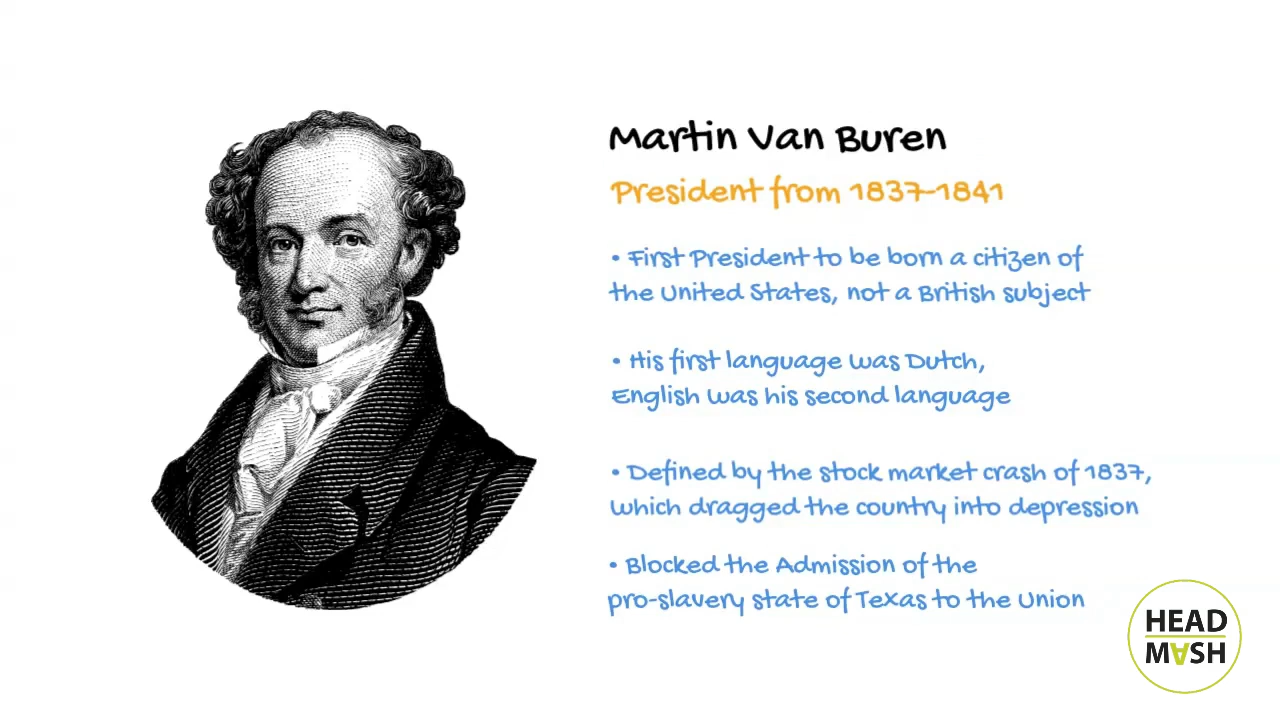 Martin Van Buren
President from 1837-1841
• First President to be born a citizen of
the United States, not a British subject
• His first language was Dutch,
English was his second language
• Defined by the stock market crash of 1837,
which dragged the country into depression
• Blocked the Admission of the
pro-slavery state of Texas to the Union
HEAD
MASH